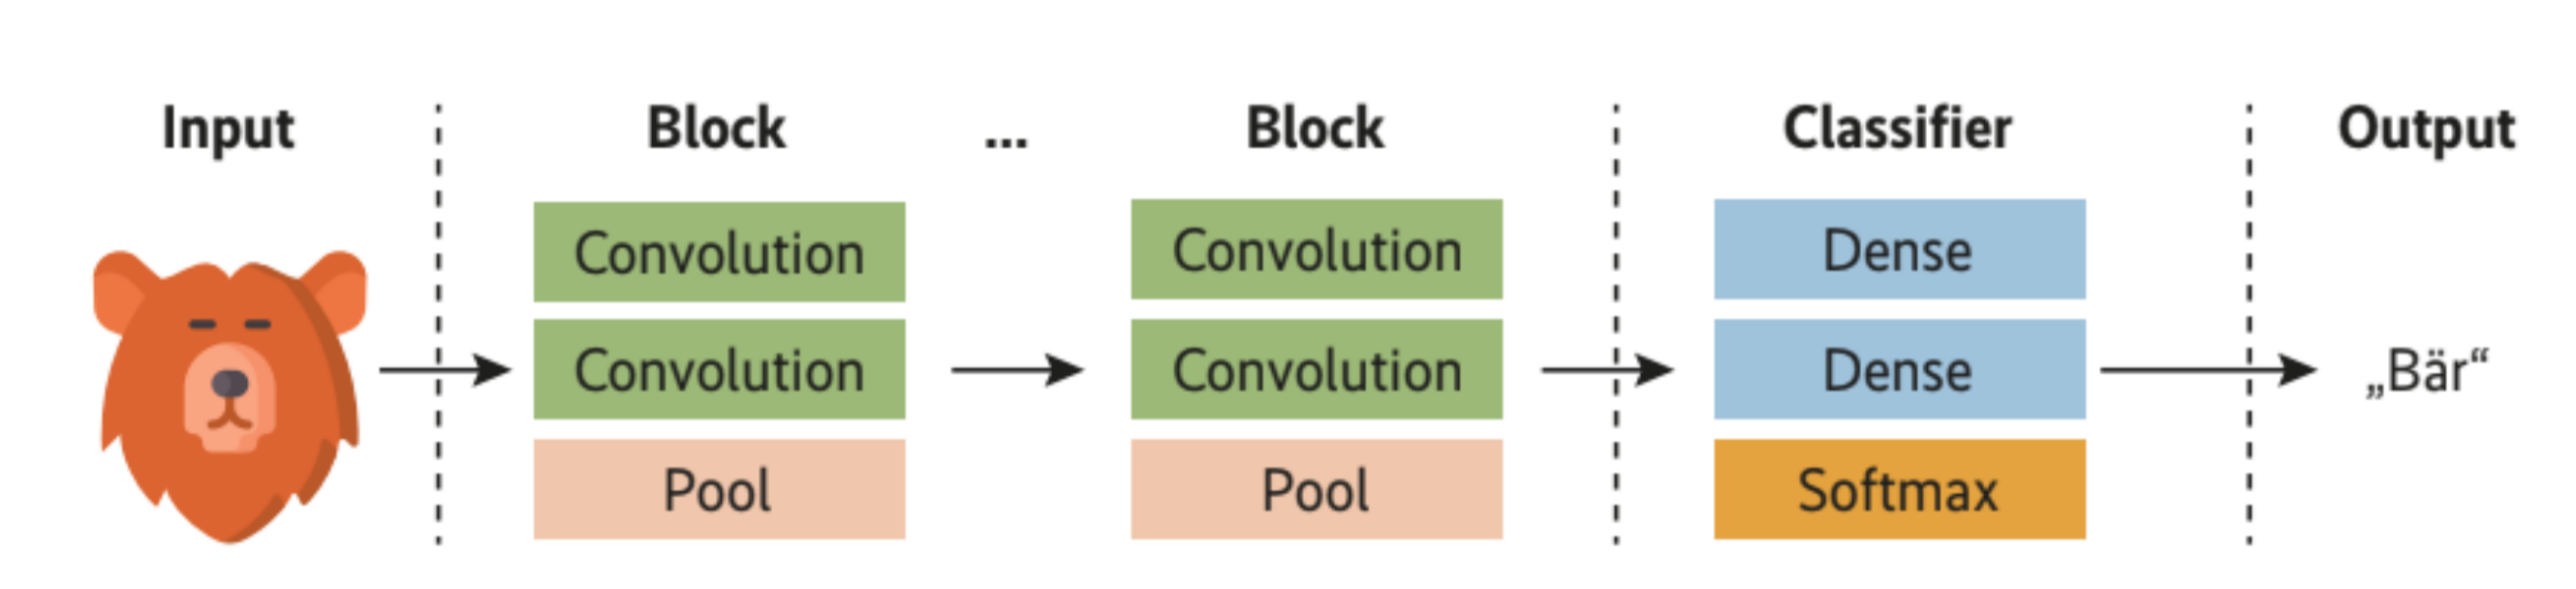 Input
Block
...
Block
Classifier
Output
Convolution
Convolution
Pool
Convolution
Convolution
Pool
Dense
Dense
Softmax
„Bär“